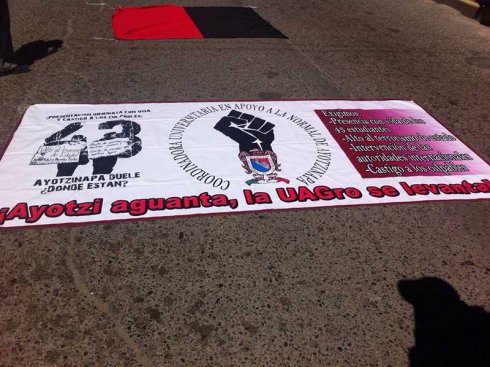 ¡PRESENTACIÓN INMEDIATA CON VIDA
Y CASTIGO A LOS CULPABLES!
43
AYOTZINAPA DUELE
¿DONDE ESTAN?
COORDINADORA UNIVERSITARIA EN APOYO A LA NORMAL DE AYOTZINAPA
Exigimos:
-Presencia con vida de los
43 estudiantes.
-Alto al terrorismo de estado
-Intervención de las
autoridades internacionales
-Castigo a los culpables
¡Ayotzi aguanta, la UAGro se levanta!